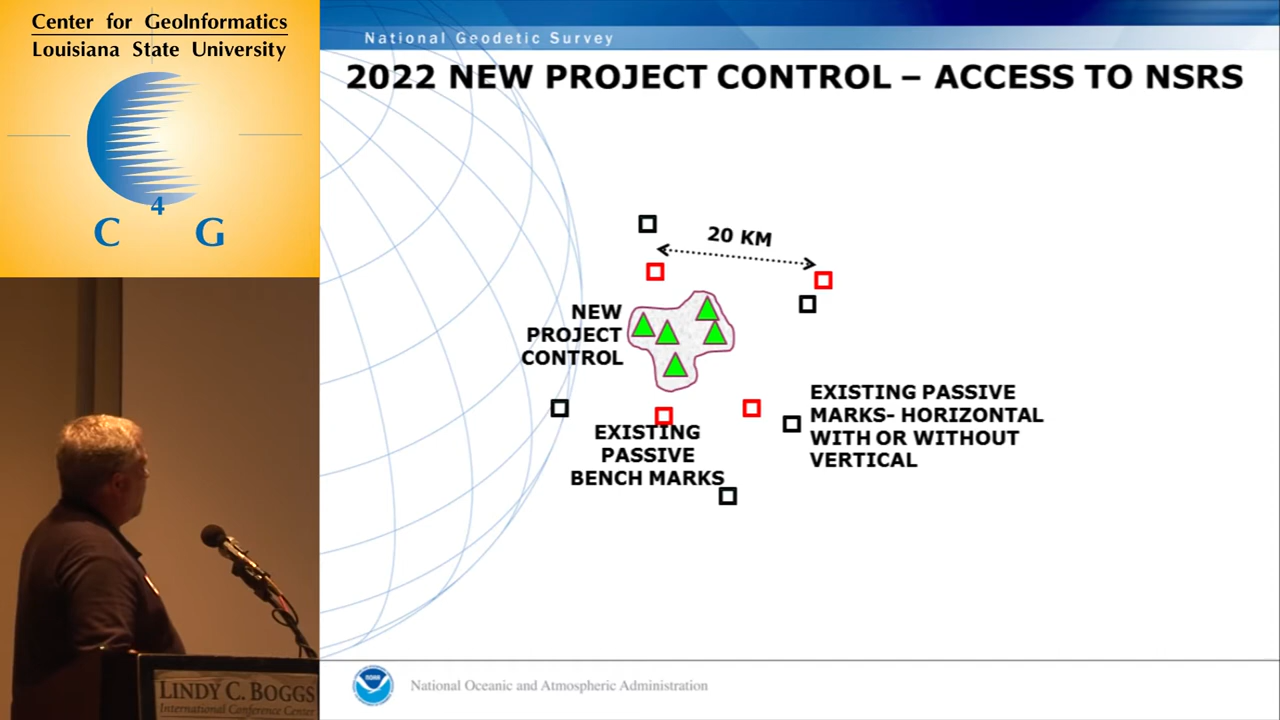 Center for GeoInformatics
Louisiana State University
C 4 G
LINDY C. BOGGS
International Conference Center
National Geodetic Survey
2022 NEW PROJECT CONTROL – ACCESS TO NSRS
20 KM
NEW
PROJECT
CONTROL
EXISTING
PASSIVE
BENCH MARKS
EXISTING PASSIVE
MARKS- HORIZONTAL
WITH OR WITHOUT
VERTICAL
NOAA
National Oceanic and Atmospheric Administration